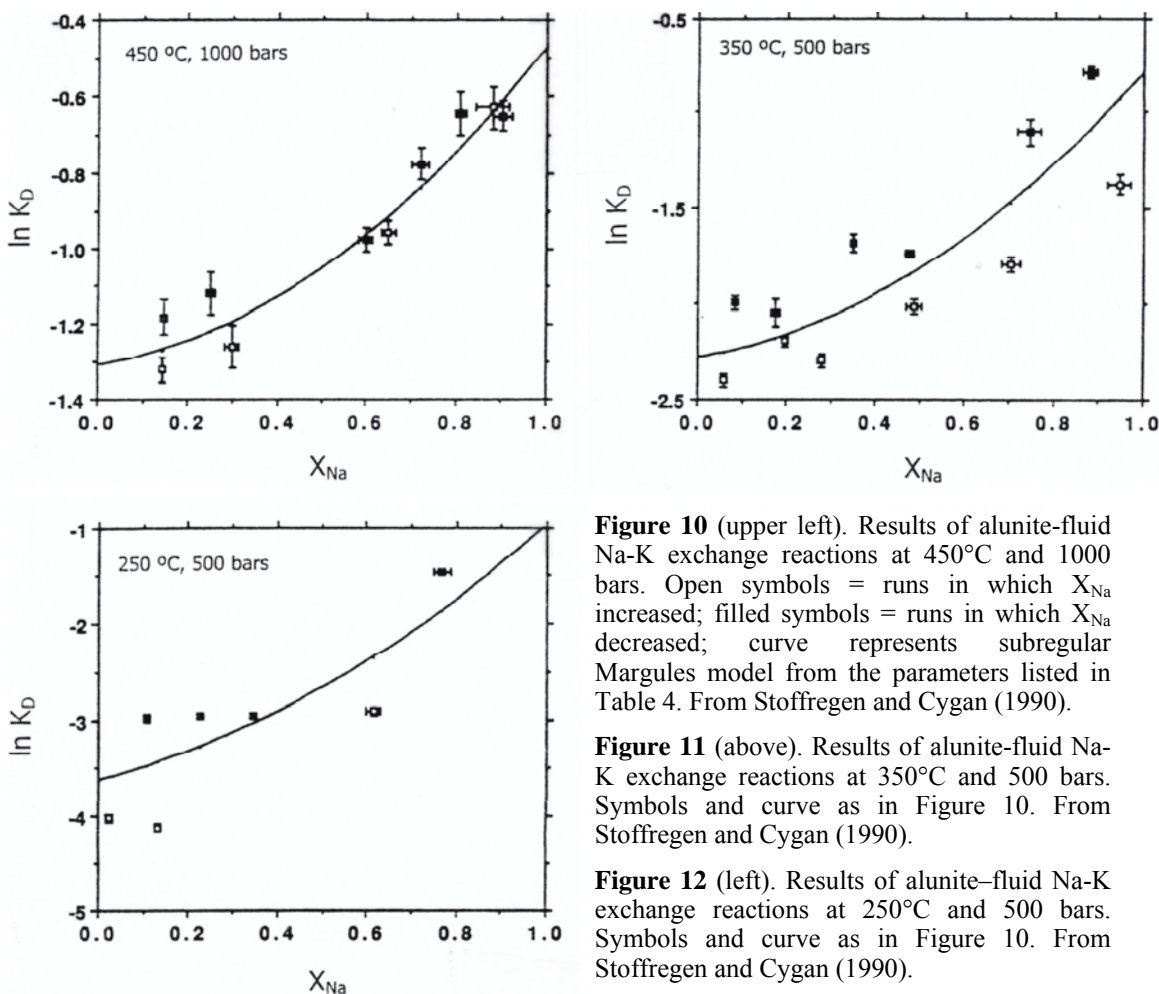 450 ºC, 1000 bars
-0.4
-0.6
-0.8
-1.0
-1.2
-1.4
ln K_D
0.0 0.2 0.4 0.6 0.8 1.0
X_Na
350 ºC, 500 bars
-0.5
-1.5
-2.5
ln K_D
0.0 0.2 0.4 0.6 0.8 1.0
X_Na
250 ºC, 500 bars
-1
-2
-3
-4
-5
ln K_D
0.0 0.2 0.4 0.6 0.8 1.0
X_Na
Figure 10 (upper left). Results of alunite-fluid
Na-K exchange reactions at 450°C and 1000
bars. Open symbols = runs in which X_Na
increased; filled symbols = runs in which X_Na
decreased; curve represents subregular
Margules model from the parameters listed in
Table 4. From Stoffregen and Cygan (1990).
Figure 11 (above). Results of alunite-fluid Na-
K exchange reactions at 350°C and 500 bars.
Symbols and curve as in Figure 10. From
Stoffregen and Cygan (1990).
Figure 12 (left). Results of alunite–fluid Na-K
exchange reactions at 250°C and 500 bars.
Symbols and curve as in Figure 10. From
Stoffregen and Cygan (1990).